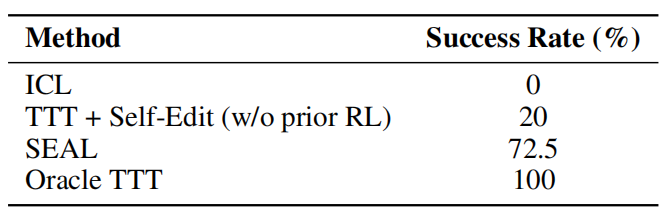 Method Success Rate (%)
ICL 0
TTT + Self-Edit (w/o prior RL) 20
SEAL 72.5
Oracle TTT 100